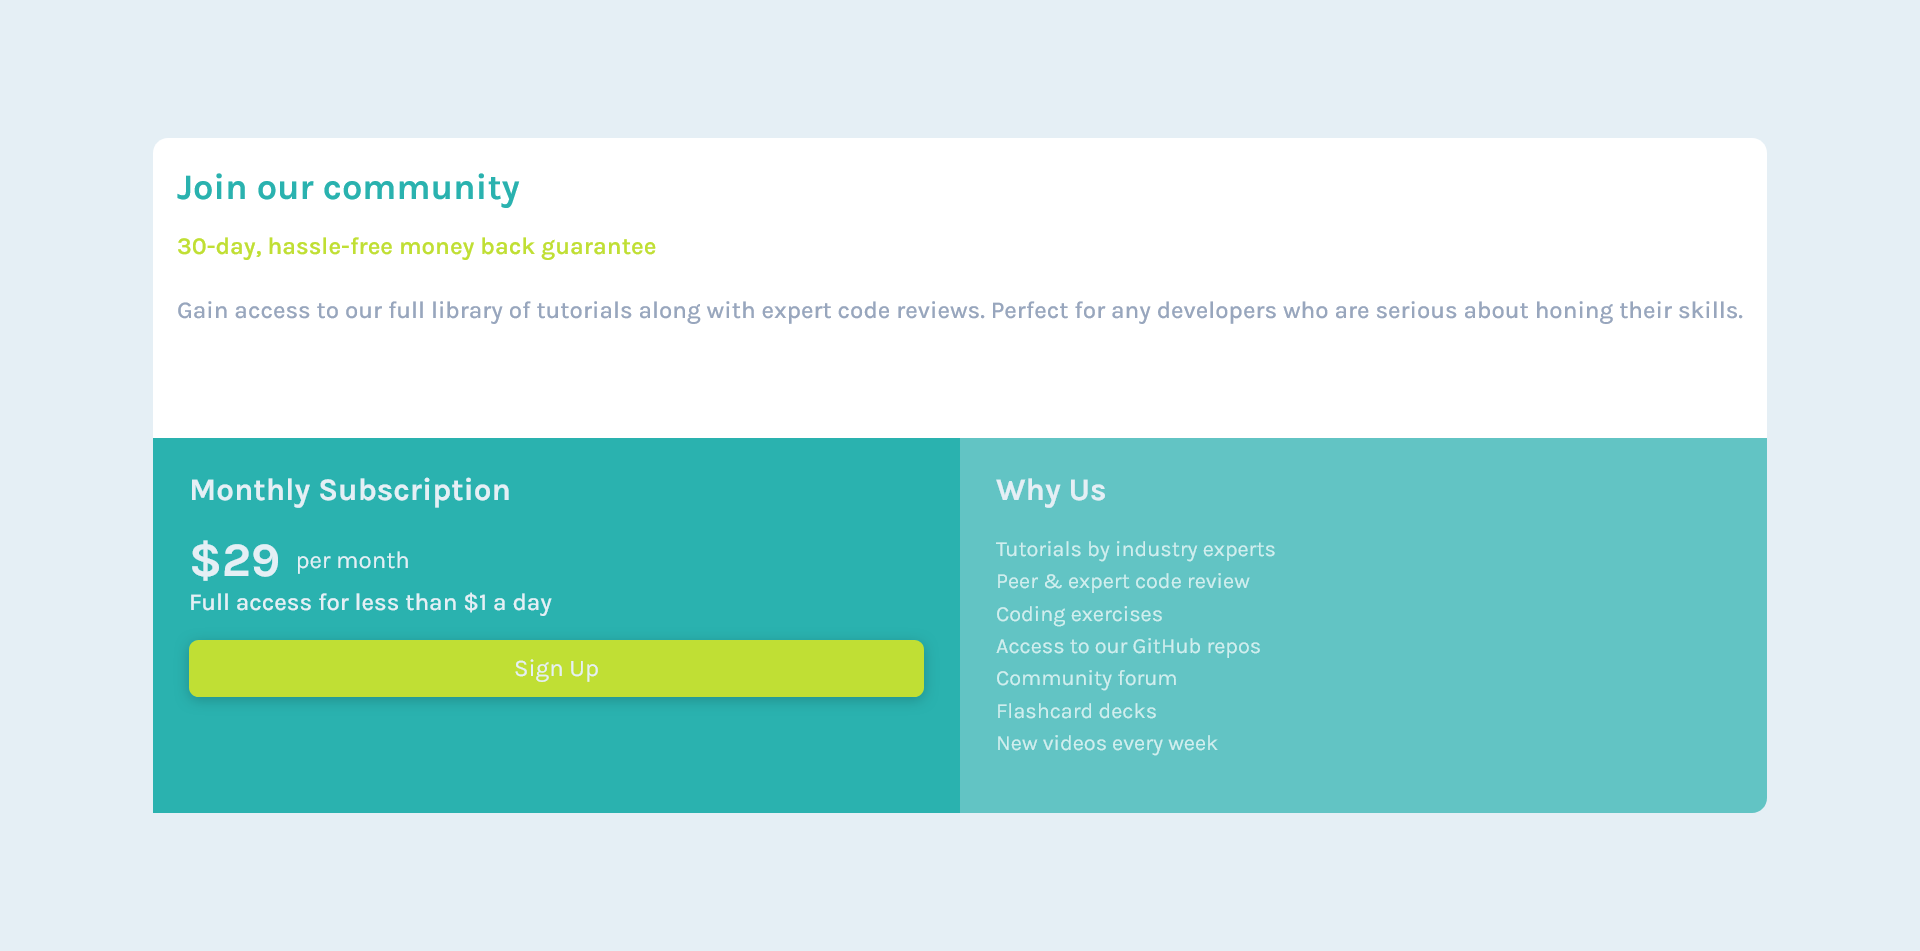 Join our community
30-day, hassle-free money back guarantee
Gain access to our full library of tutorials along with expert code reviews. Perfect for any developers who are serious about honing their skills.
Monthly Subscription
$29 per month
Full access for less than $1 a day
Sign Up
Why Us
Tutorials by industry experts
Peer & expert code review
Coding exercises
Access to our GitHub repos
Community forum
Flashcard decks
New videos every week